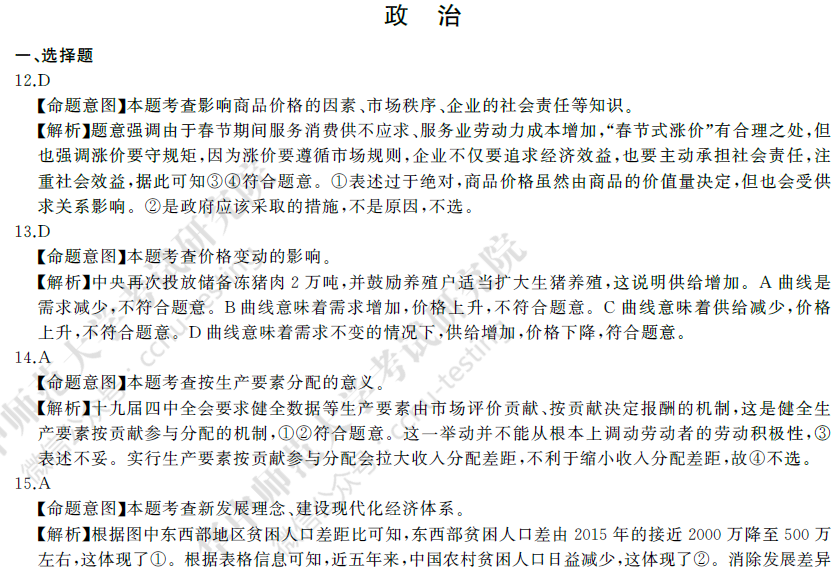 政 治
一、选择题
12.D
【命题意图】本题考查影响商品价格的因素、市场秩序、企业的社会责任等知识。
【解析】题意强调由于春节期间服务消费供不应求、服务业劳动力成本增加,“春节式涨价”有合理之处,但
也强调涨价要守规矩,因为涨价要遵循市场规则,企业不仅要追求经济效益,也要主动承担社会责任,注
重社会效益,据此可知③④符合题意。①表述过于绝对,商品价格虽然由商品的价值量决定,但也会受供
求关系影响。②是政府应该采取的措施,不是原因,不选。
13.D
【命题意图】本题考查价格变动的影响。
【解析】中央再次投放储备冻猪肉 2 万吨,并鼓励养殖户适当扩大生猪养殖,这说明供给增加。A 曲线是
需求减少,不符合题意。B 曲线意味着需求增加,价格上升,不符合题意。C 曲线意味着供给减少,价格
上升,不符合题意。D 曲线意味着需求不变的情况下,供给增加,价格下降,符合题意。
14.A
【命题意图】本题考查按生产要素分配的意义。
【解析】十九届四中全会要求健全数据等生产要素由市场评价贡献、按贡献决定报酬的机制,这是健全生
产要素按贡献参与分配的机制,①②符合题意。这一举动并不能从根本上调动劳动者的劳动积极性,③
表述不妥。实行生产要素按贡献参与分配会拉大收入分配差距,不利于缩小收入分配差距,故④不选。
15.A
【命题意图】本题考查新发展理念、建设现代化经济体系。
【解析】根据图中东西部地区贫困人口差距比可知,东西部贫困人口差由 2015 年的接近 2000 万降至 500 万
左右,这体现了①。根据表格信息可知,近五年来,中国农村贫困人口日益减少,这体现了②。消除发展差异